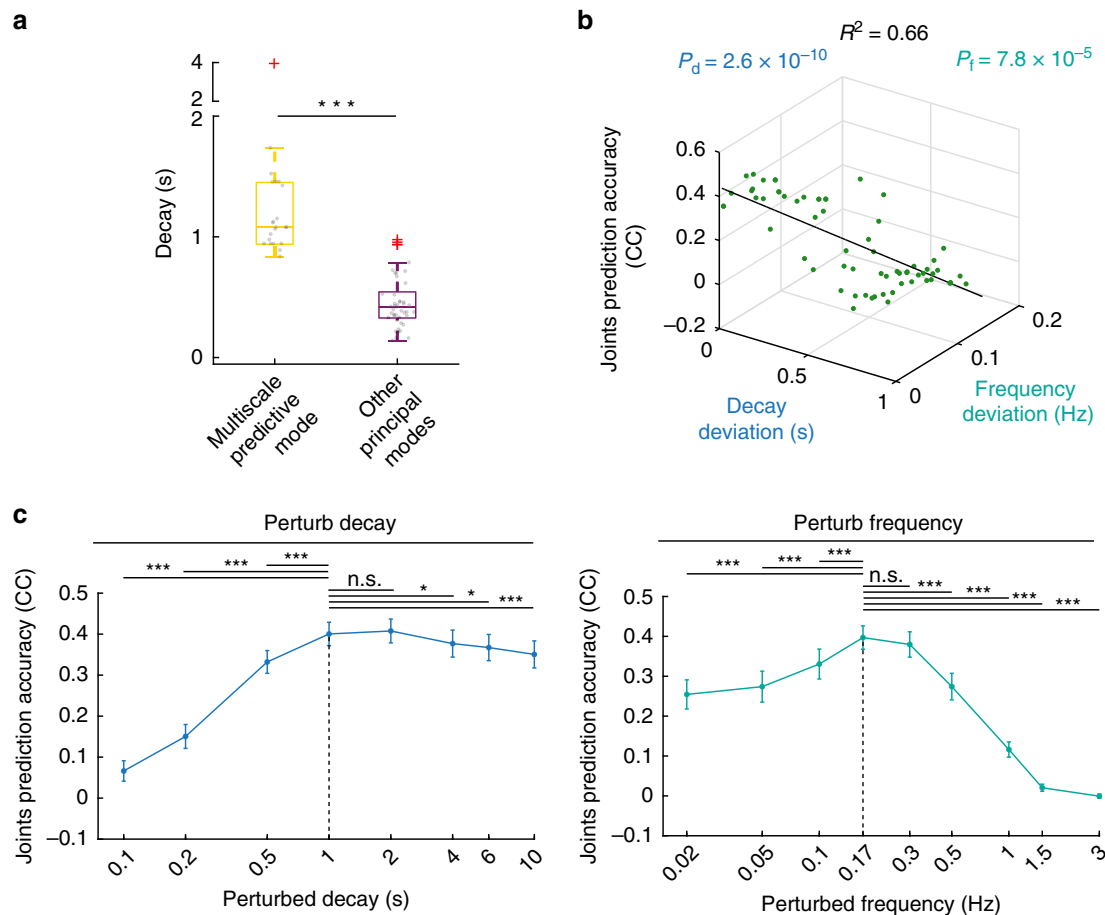 a
Decay (s)
4
2
2
1
0
* * *
Multiscale
predictive
mode
Other
principal
modes
b
R² = 0.66
P_d = 2.6 × 10⁻¹⁰
P_f = 7.8 × 10⁻⁵
Joints prediction accuracy
(CC)
0.6
0.4
0.2
0
−0.2
0
0.5
1
0
0.1
0.2
Decay
deviation (s)
Frequency
deviation (Hz)
c
Perturb decay
***
***
***
n.s.
*
*
***
Joints prediction accuracy (CC)
0.5
0.4
0.3
0.2
0.1
0
−0.1
0.1
0.2
0.5
1
2
4
6
10
Perturbed decay (s)
Perturb frequency
***
***
***
n.s.
***
***
***
***
Joints prediction accuracy (CC)
0.5
0.4
0.3
0.2
0.1
0
−0.1
0.02
0.05
0.1
0.17
0.3
0.5
1
1.5
3
Perturbed frequency (Hz)